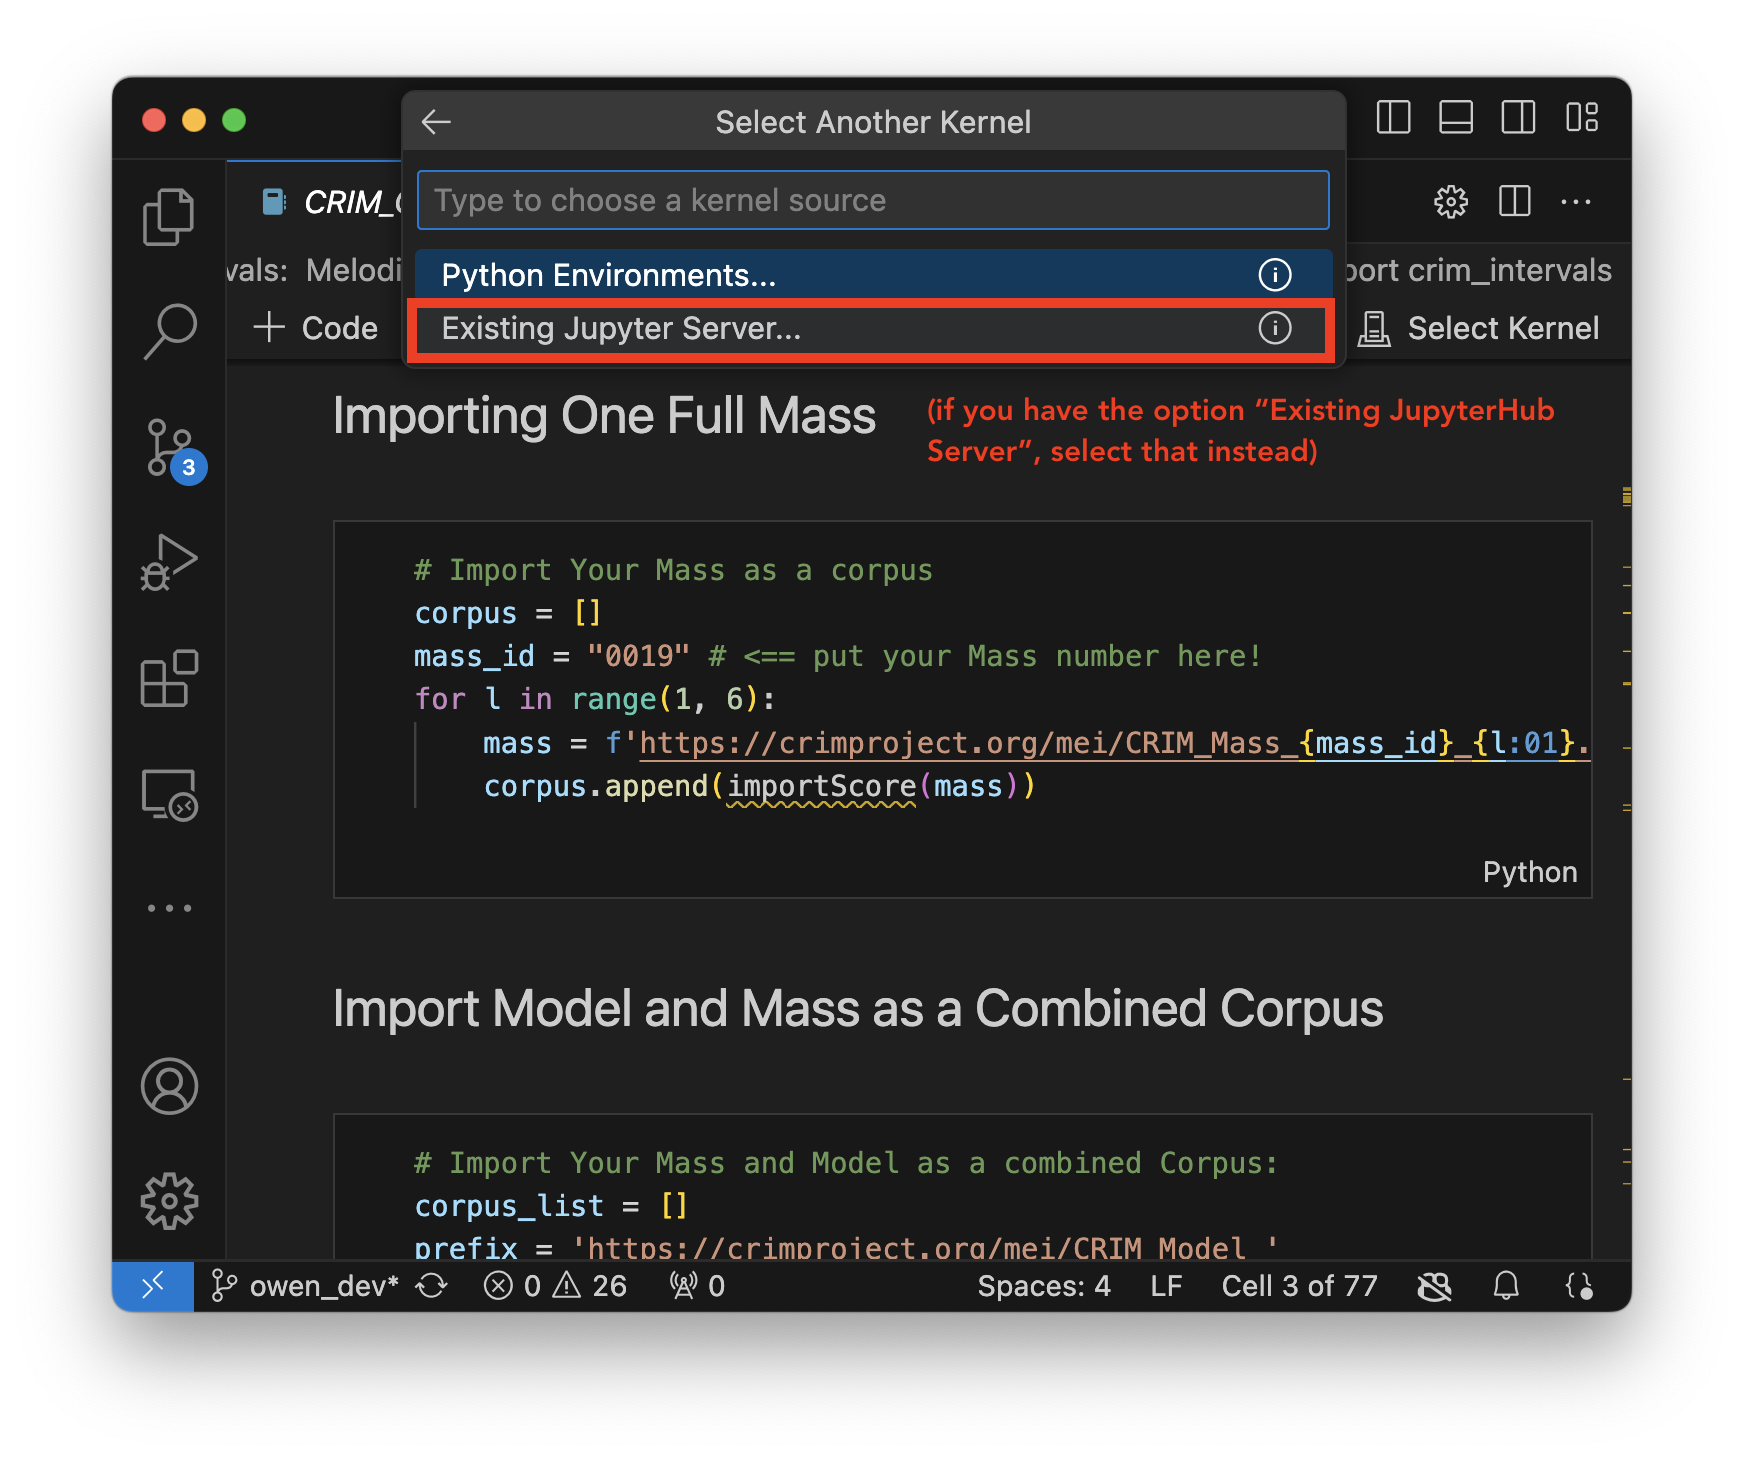 Select Another Kernel
Type to choose a kernel source
CRIM_
Python Environments...
vals: Melodi
port crim_intervals
Existing Jupyter Server...
Code
Select Kernel
Importing One Full Mass
(if you have the option “Existing JupyterHub
Server”, select that instead)
3
# Import Your Mass as a corpus
corpus = []
mass_id = "0019" # <== put your Mass number here!
for l in range(1, 6):
mass = f'https://crimproject.org/mei/CRIM_Mass_{mass_id}_{l:01}.
corpus.append(importScore(mass))
Python
Import Model and Mass as a Combined Corpus
# Import Your Mass and Model as a combined Corpus:
corpus_list = []
prefix = 'https://crimproject.org/mei/CRIM_Model_'
owen_dev* 0 26 0 Spaces: 4 LF Cell 3 of 77